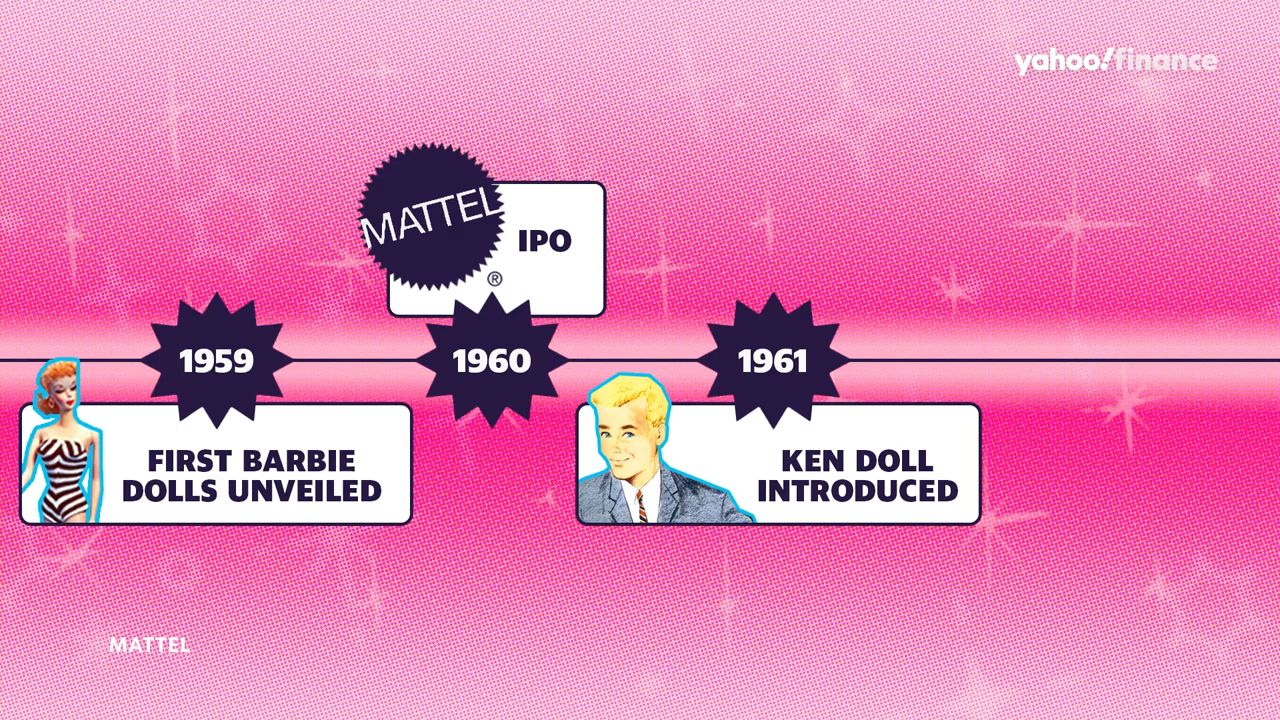 yahoo!finance
MATTEL
®
IPO
1959
1960
1961
FIRST BARBIE
DOLLS UNVEILED
KEN DOLL
INTRODUCED
MATTEL